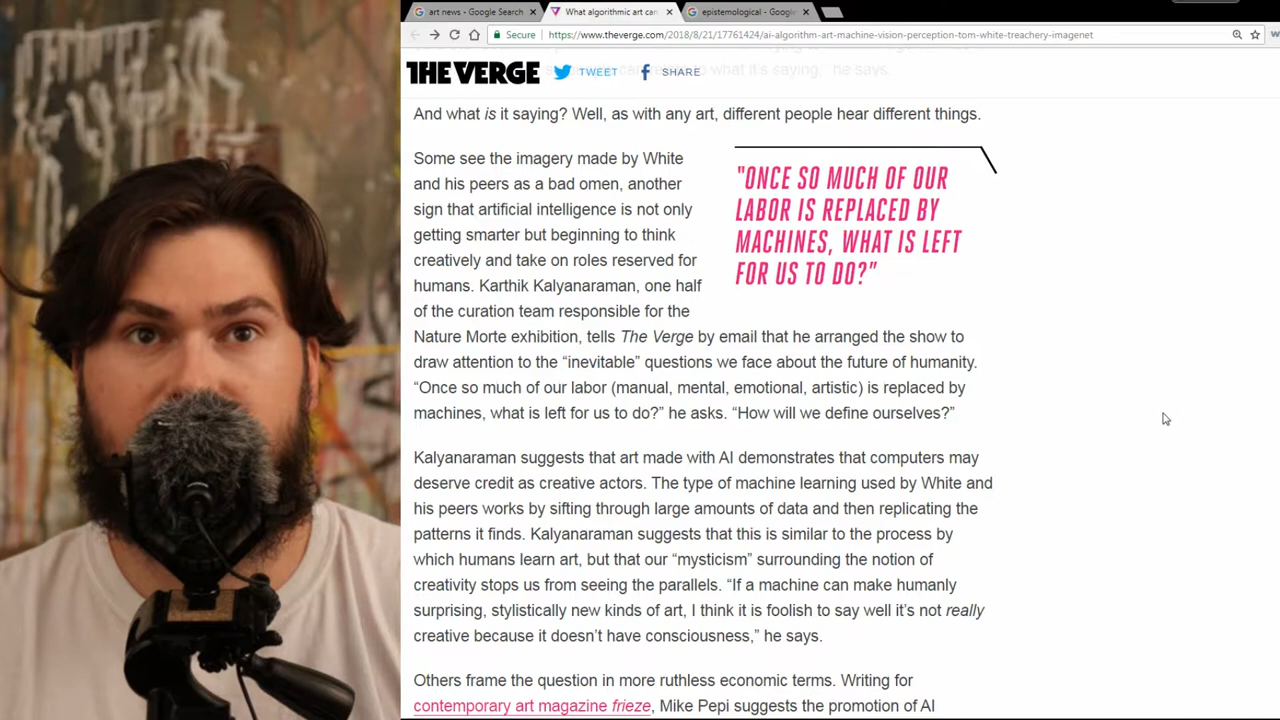 art news - Google Search
What algorithmic art can
epistemological - Google
Secure
https://www.theverge.com/2018/8/21/17761424/ai-algorithm-art-machine-vision-perception-tom-white-treachery-imagenet
THE VERGE
TWEET
SHARE
to what it's saying," he says.
And what is it saying? Well, as with any art, different people hear different things.
Some see the imagery made by White
and his peers as a bad omen, another
sign that artificial intelligence is not only
getting smarter but beginning to think
creatively and take on roles reserved for
humans. Karthik Kalyanaraman, one half
of the curation team responsible for the
Nature Morte exhibition, tells The Verge by email that he arranged the show to
draw attention to the “inevitable” questions we face about the future of humanity.
“Once so much of our labor (manual, mental, emotional, artistic) is replaced by
machines, what is left for us to do?” he asks. “How will we define ourselves?”
"ONCE SO MUCH OF OUR
LABOR IS REPLACED BY
MACHINES, WHAT IS LEFT
FOR US TO DO?"
Kalyanaraman suggests that art made with AI demonstrates that computers may
deserve credit as creative actors. The type of machine learning used by White and
his peers works by sifting through large amounts of data and then replicating the
patterns it finds. Kalyanaraman suggests that this is similar to the process by
which humans learn art, but that our “mysticism” surrounding the notion of
creativity stops us from seeing the parallels. “If a machine can make humanly
surprising, stylistically new kinds of art, I think it is foolish to say well it’s not really
creative because it doesn’t have consciousness,” he says.
Others frame the question in more ruthless economic terms. Writing for
contemporary art magazine frieze, Mike Pepi suggests the promotion of AI